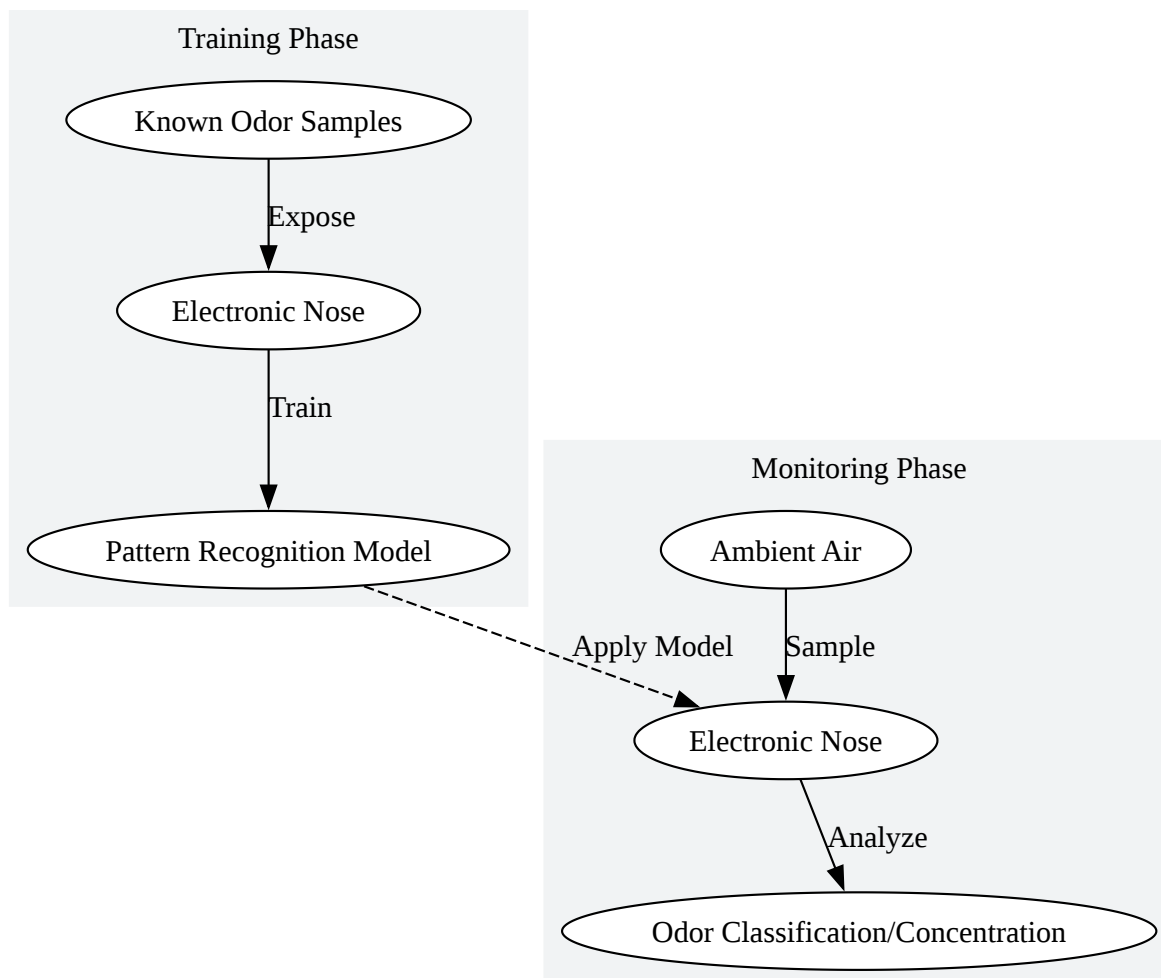 Training Phase
Known Odor Samples
Expose
Electronic Nose
Train
Pattern Recognition Model
Monitoring Phase
Ambient Air
Apply Model
Sample
Electronic Nose
Analyze
Odor Classification/Concentration